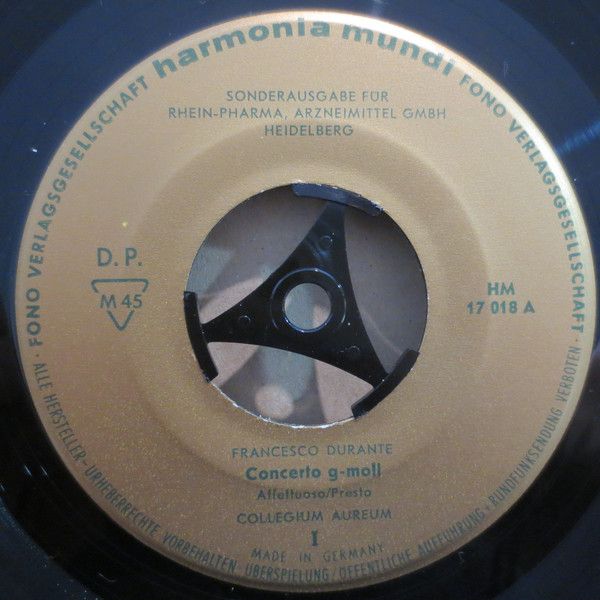 harmonia mundi
FONO VERLAGSGESELLSCHAFT
FONO VERLAGSGESELLSCHAFT
SONDERAUSGABE FÜR
RHEIN-PHARMA, ARZNEIMITTEL GMBH
HEIDELBERG
D. P.
M 45
HM
17 018 A
FRANCESCO DURANTE
Concerto g-moll
Affettuoso/Presto
COLLEGIUM AUREUM
I
MADE IN GERMANY
ALLE HERSTELLER-URHEBERRECHTE VORBEHALTEN ÜBERSPIELUNG/ÖFFENTLICHE AUFFÜHRUNG+RUNDFUNKSENDUNG VERBOTEN